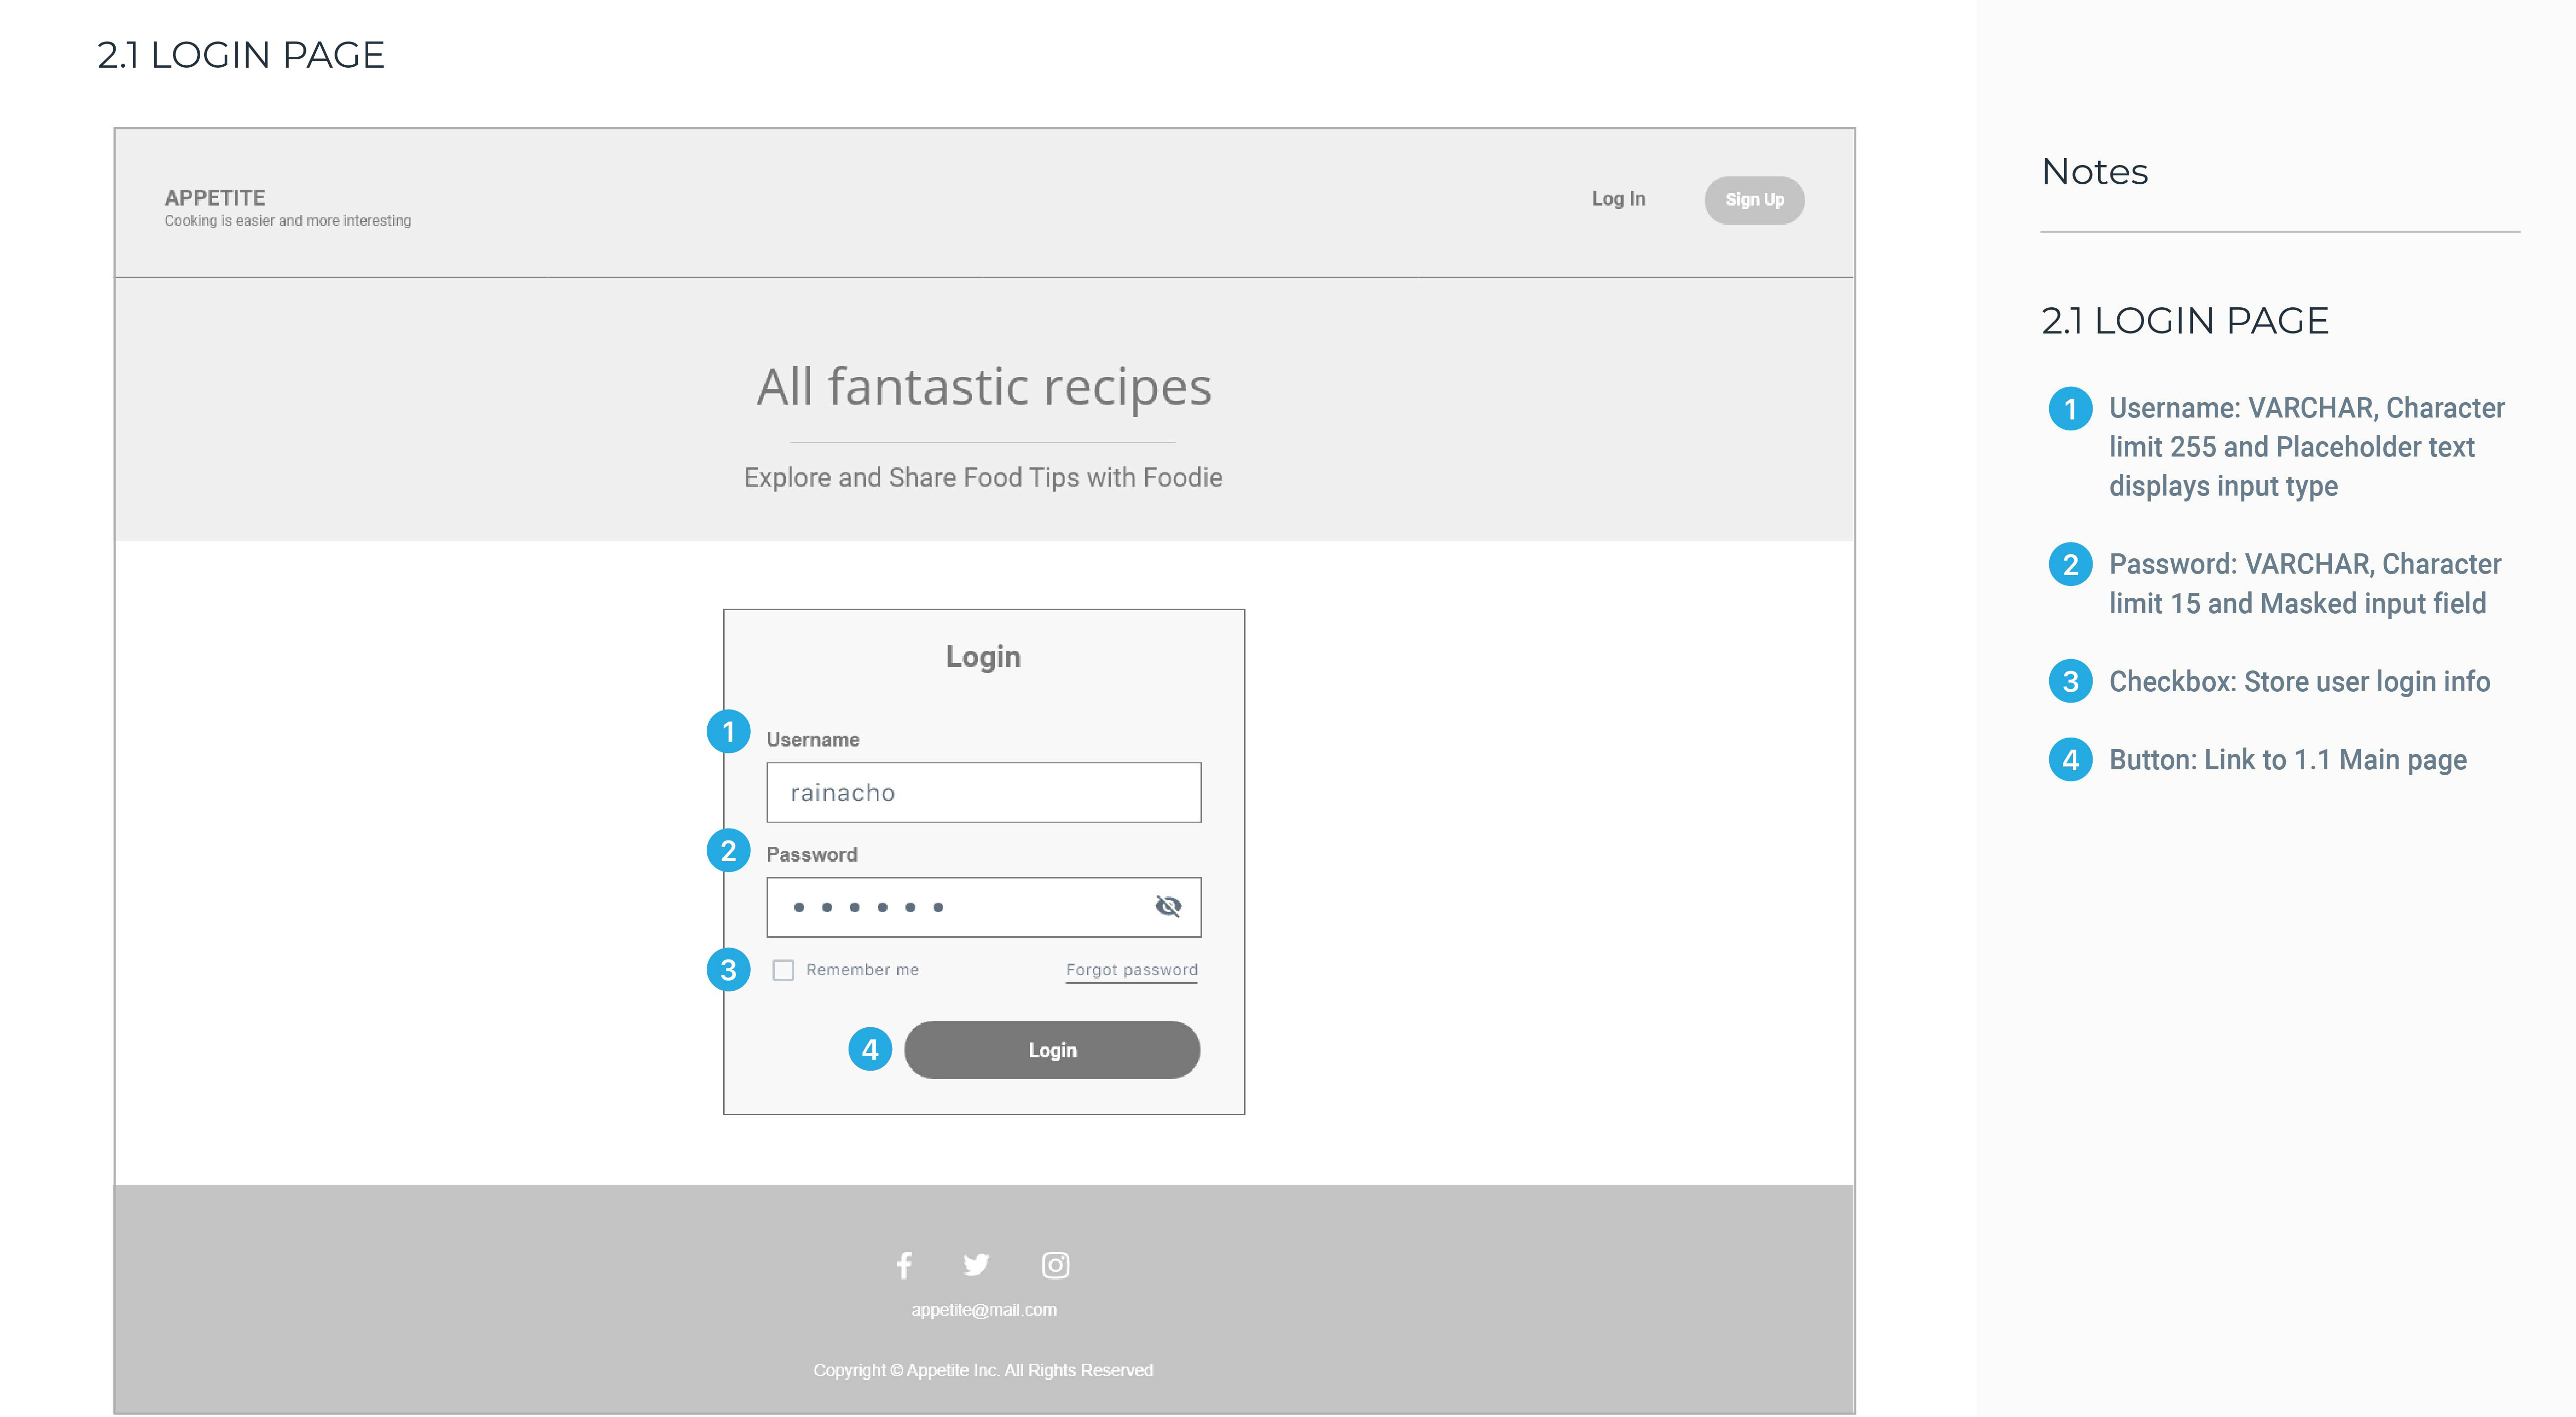 2.1 LOGIN PAGE
APPETITE
Cooking is easier and more interesting
Log In
Sign Up
All fantastic recipes
Explore and Share Food Tips with Foodie
Login
1
Username
rainacho
2
Password
3
Remember me
Forgot password
4
Login
appetite@mail.com
Copyright © Appetite Inc. All Rights Reserved
Notes
2.1 LOGIN PAGE
1 Username: VARCHAR, Character
limit 255 and Placeholder text
displays input type
2 Password: VARCHAR, Character
limit 15 and Masked input field
3 Checkbox: Store user login info
4 Button: Link to 1.1 Main page